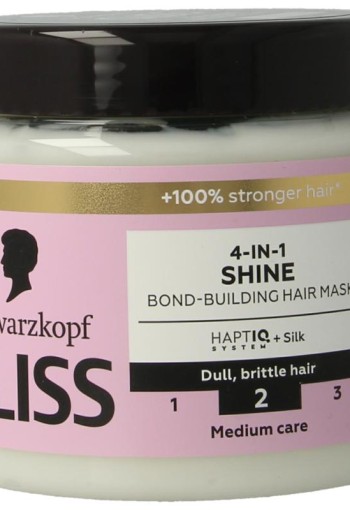 +100% stronger hair*
4-IN-1
SHINE
BOND-BUILDING HAIR MASK
HAPTIQ + Silk
SYSTEM
warzkopf
LISS
Dull, brittle hair
1 2 3
Medium care